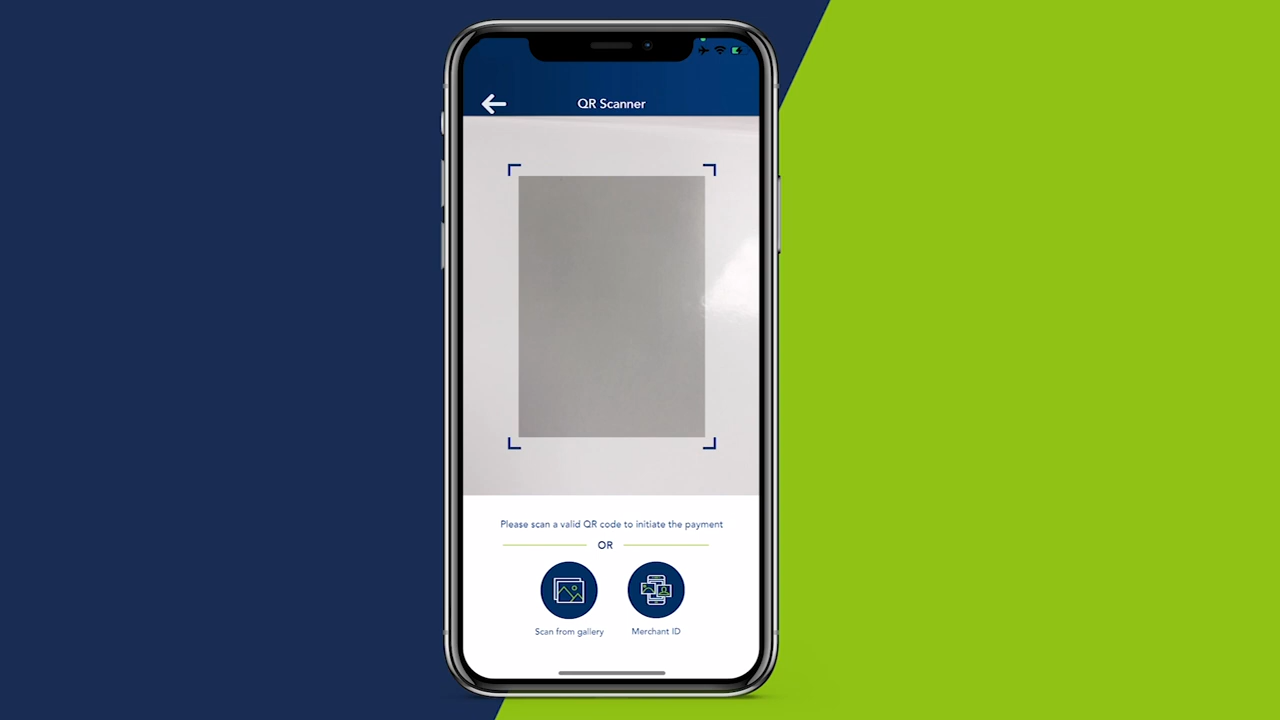 QR Scanner
Please scan a valid QR code to initiate the payment
OR
Scan from gallery
Merchant ID